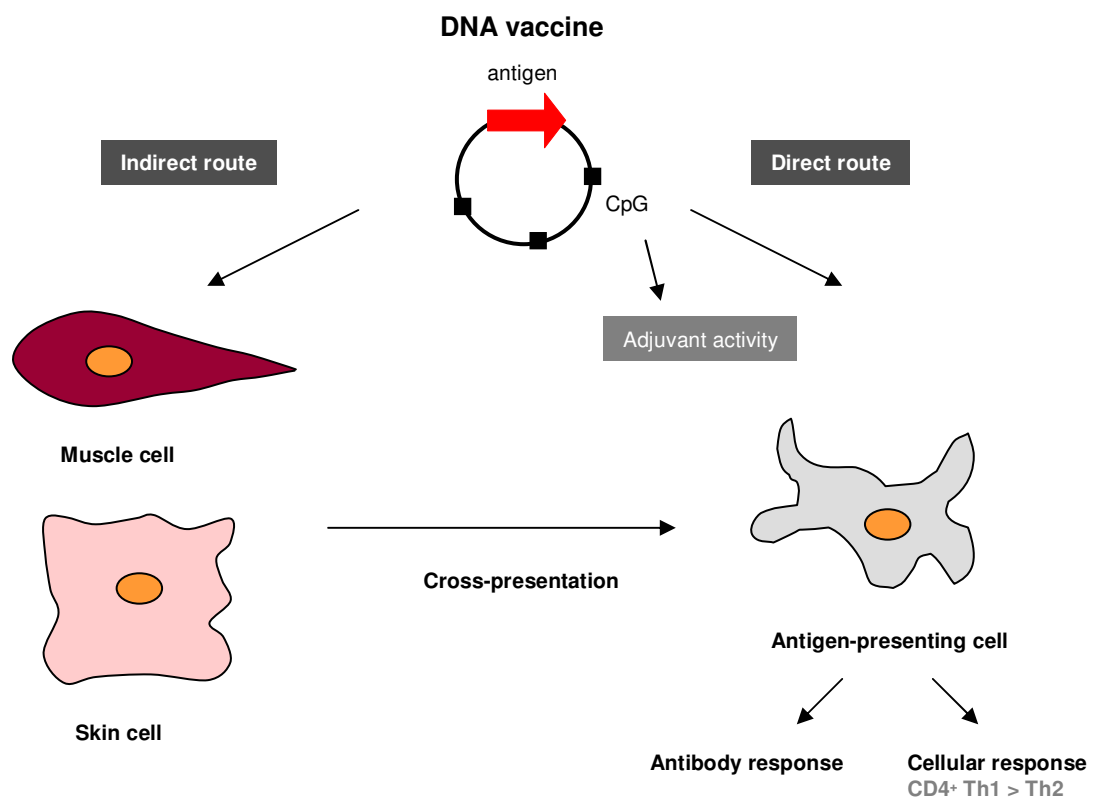 DNA vaccine
antigen
Indirect route
Direct route
CpG
Adjuvant activity
Muscle cell
Cross-presentation
Antigen-presenting cell
Skin cell
Antibody response
Cellular response
CD4⁺ Th1 > Th2